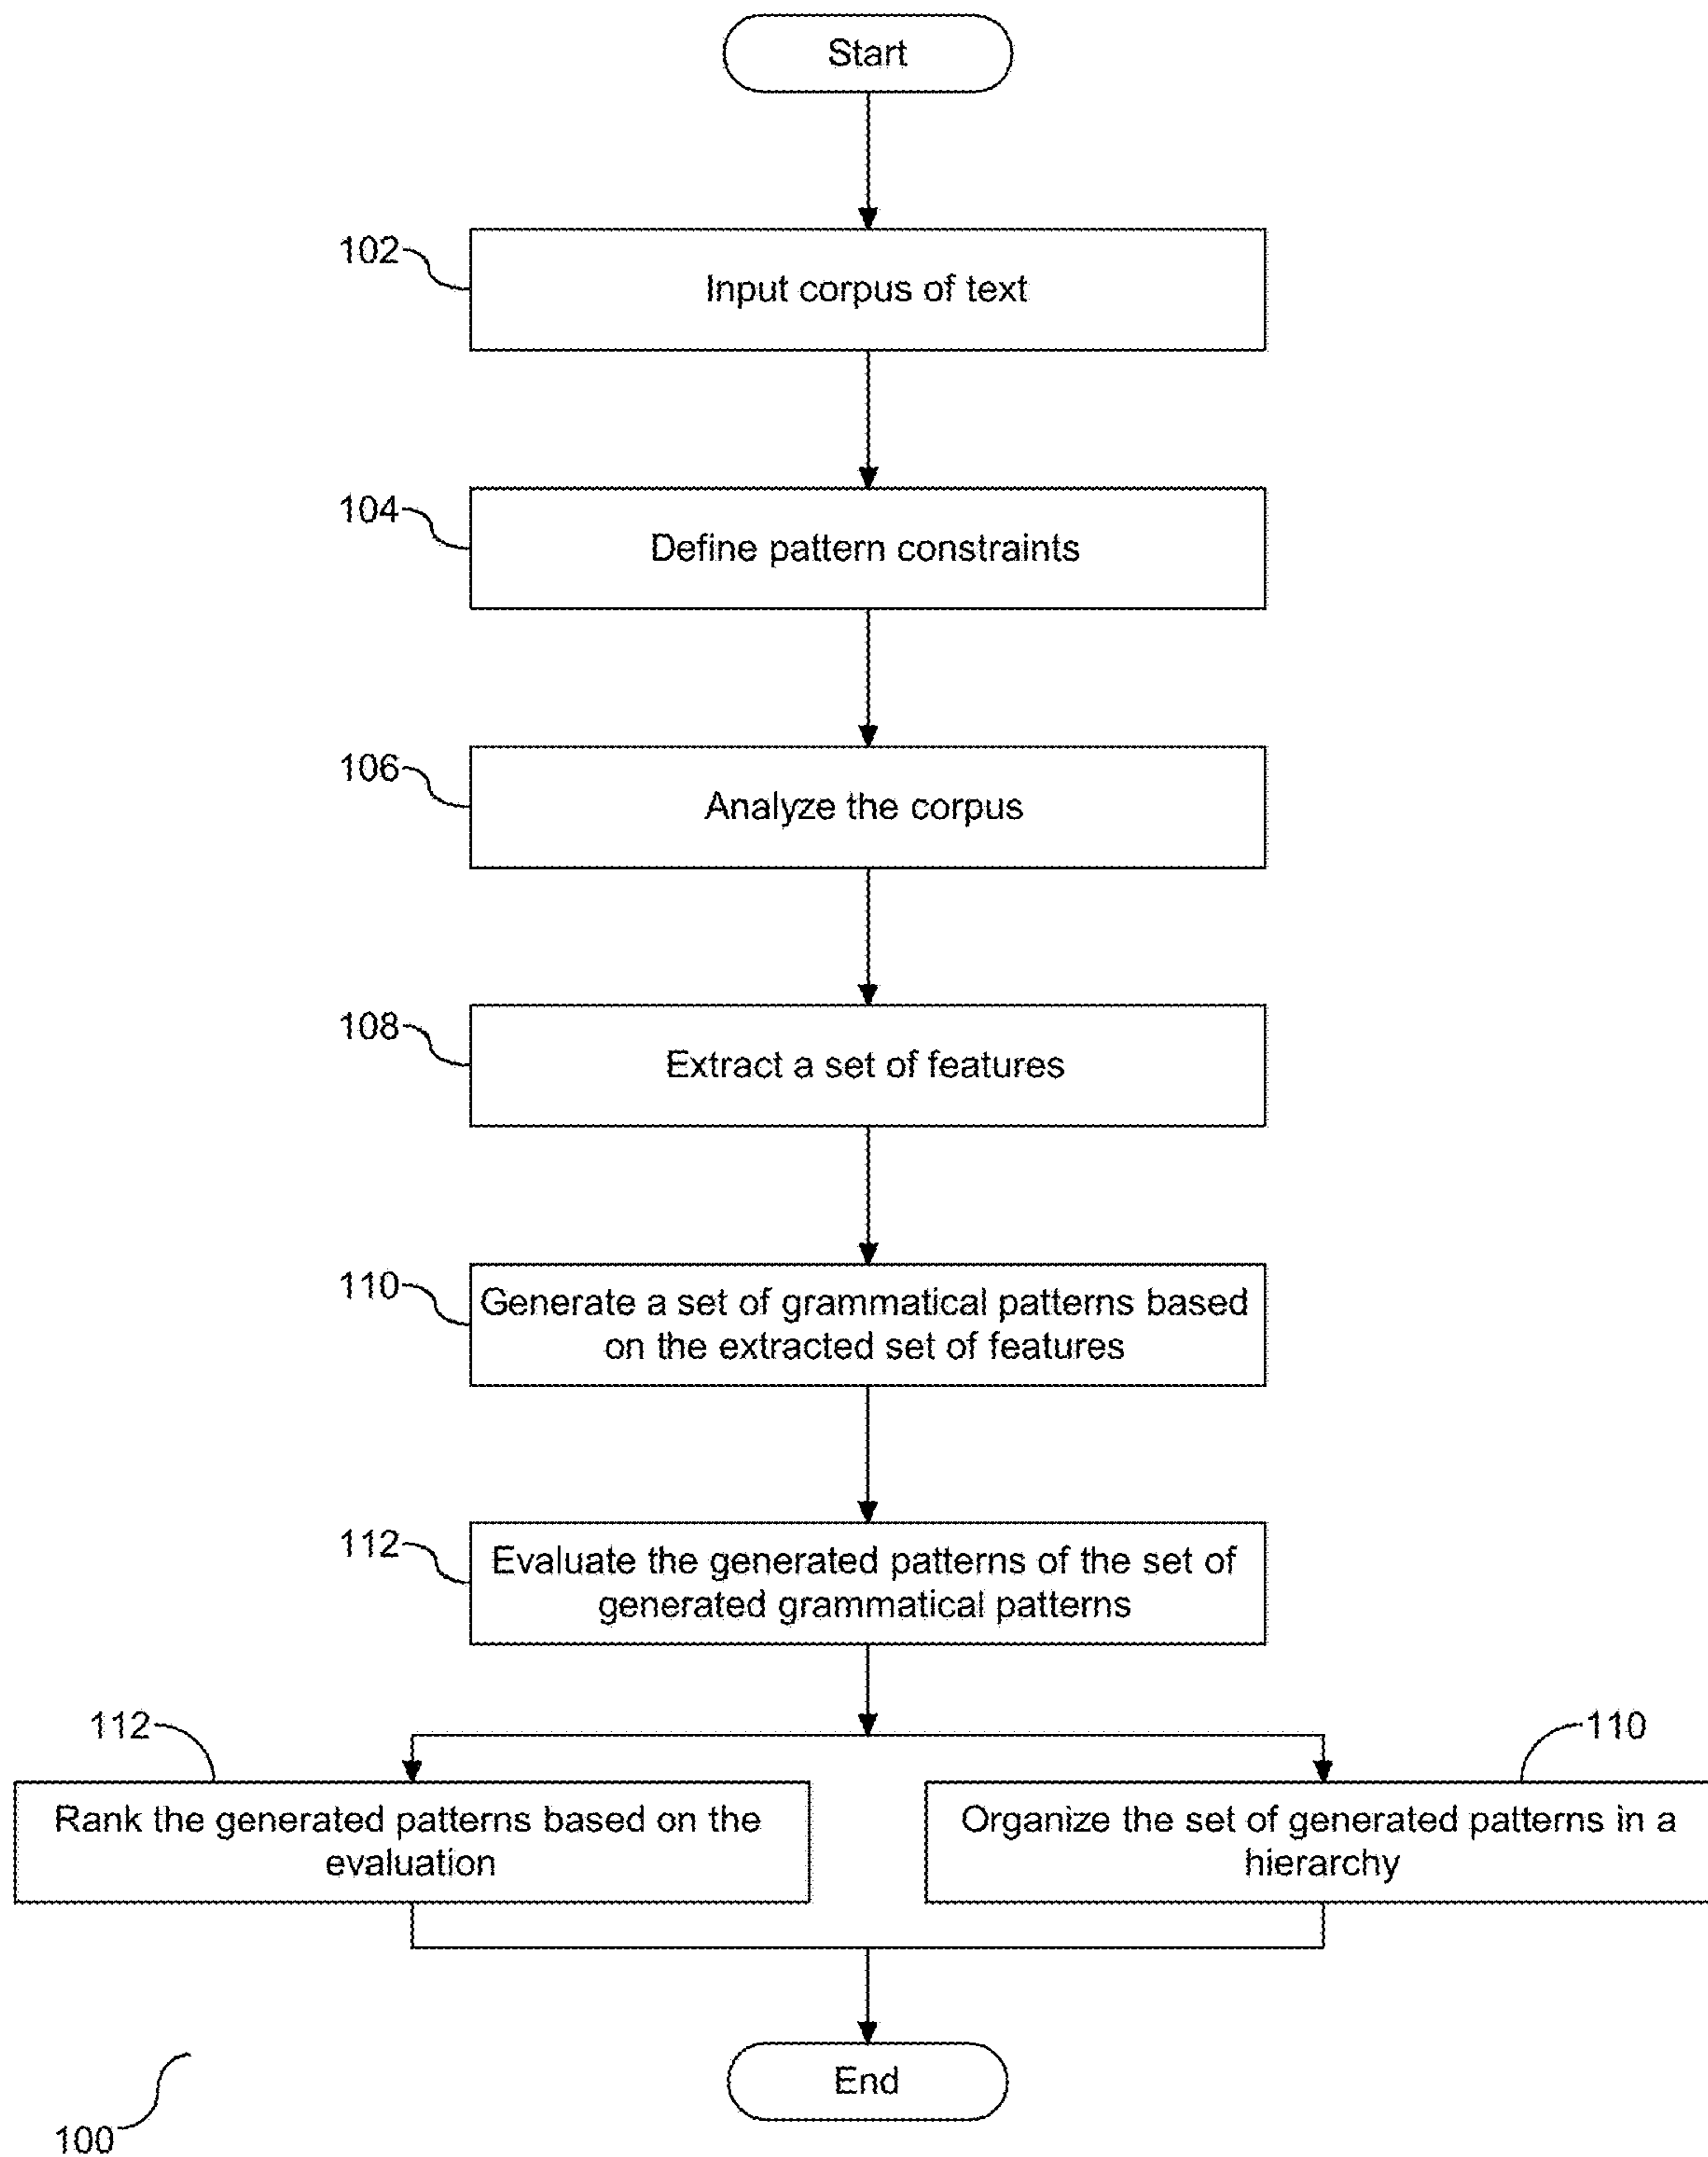 Start
102
Input corpus of text
104
Define pattern constraints
106
Analyze the corpus
108
Extract a set of features
110
Generate a set of grammatical patterns based
on the extracted set of features
112
Evaluate the generated patterns of the set of
generated grammatical patterns
112
110
Rank the generated patterns based on the
evaluation
Organize the set of generated patterns in a
hierarchy
End
100